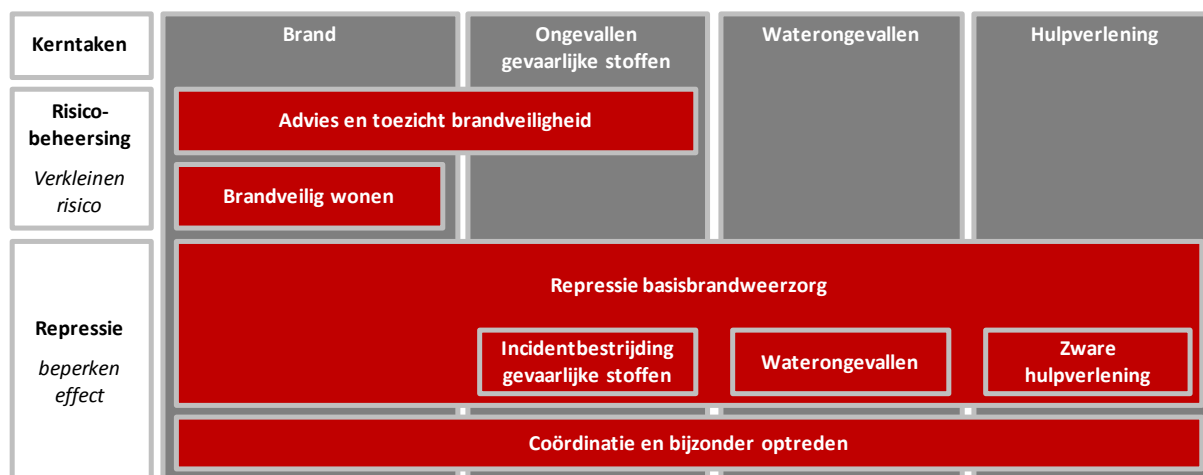 Kerntaken
Brand
Ongevallen
gevaarlijke stoffen
Waterongevallen
Hulpverlening
Risico-
beheersing
Verkleinen
risico
Advies en toezicht brandveiligheid
Brandveilig wonen
Repressie
beperken
effect
Repressie basisbrandweerzorg
Incidentbestrijding
gevaarlijke stoffen
Waterongevallen
Zware
hulpverlening
Coördinatie en bijzonder optreden